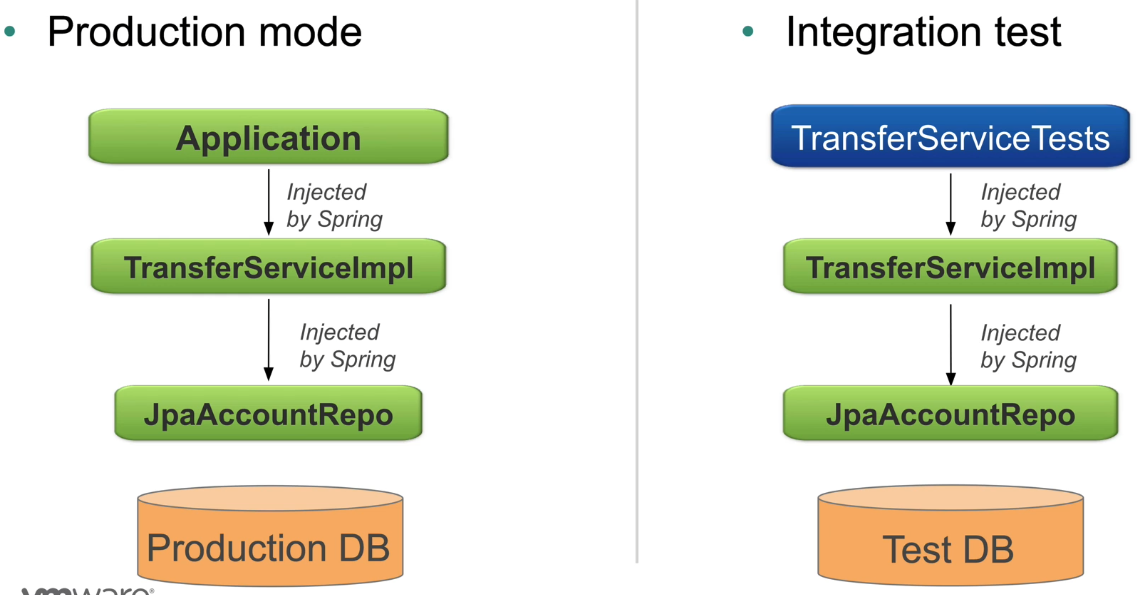 • Production mode
Application
Injected
by Spring
TransferServiceImpl
Injected
by Spring
JpaAccountRepo
Production DB
vmware
• Integration test
TransferServiceTests
Injected
by Spring
TransferServiceImpl
Injected
by Spring
JpaAccountRepo
Test DB